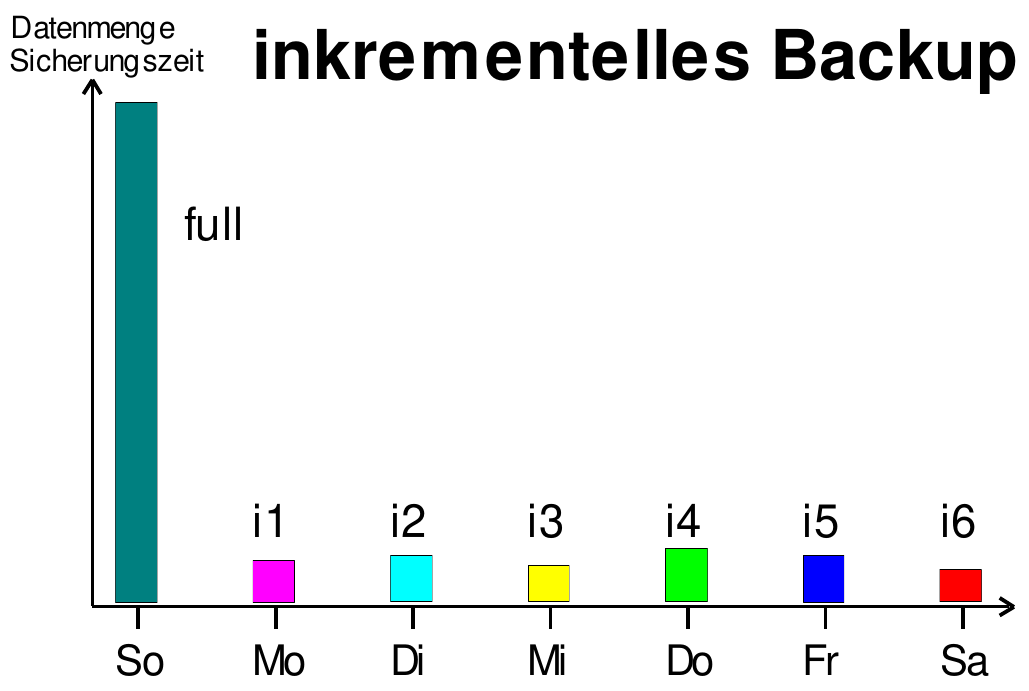 Datenmenge
Sicherungszeit
inkrementelles Backup
full
i1 i2 i3 i4 i5 i6
So Mo Di Mi Do Fr Sa